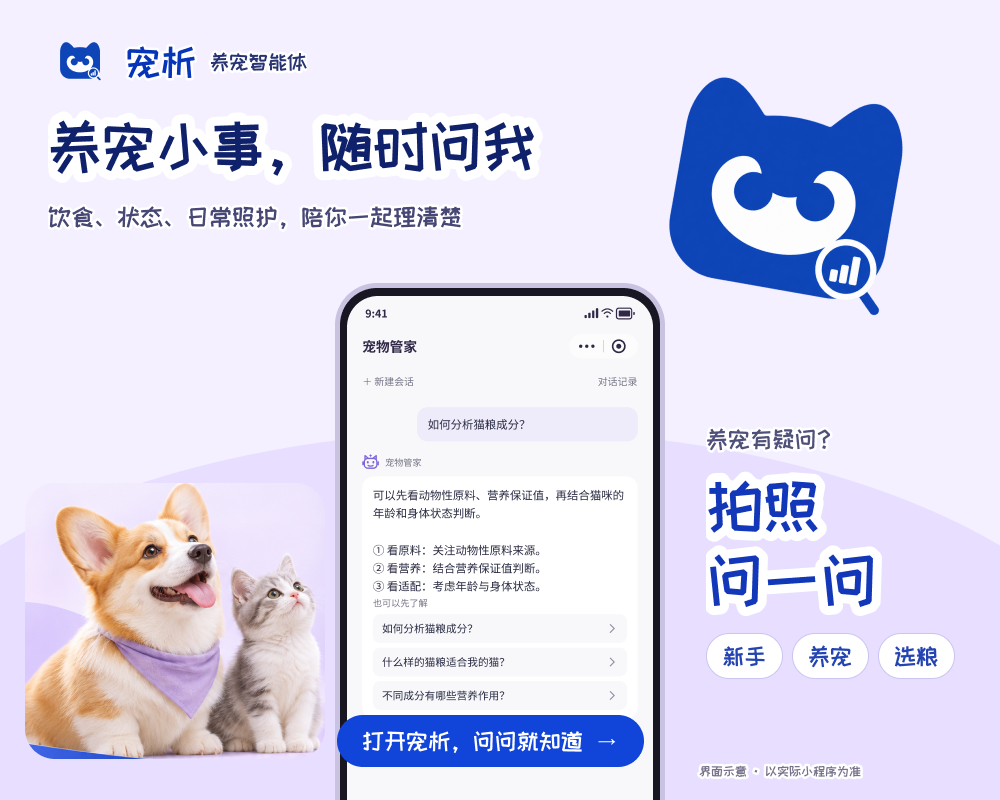 宠析 养宠智能体
养宠小事，随时问我
饮食、状态、日常照护，陪你一起理清楚
9:41
宠物管家
+ 新建会话 对话记录
如何分析猫粮成分？
宠物管家
可以先看动物性原料、营养保证值，再结合猫咪的
年龄和身体状态判断。
① 看原料：关注动物性原料来源。
② 看营养：结合营养保证值判断。
③ 看适配：考虑年龄与身体状态。
也可以先了解
如何分析猫粮成分？
什么样的猫粮适合我的猫？
不同成分有哪些营养作用？
打开宠析，问问就知道 →
养宠有疑问？
拍照
问一问
新手 养宠 选粮
界面示意 · 以实际小程序为准